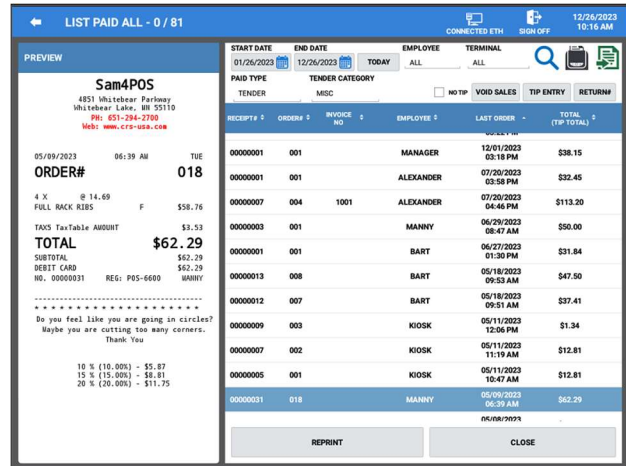 LIST PAID ALL - 0 / 81
CONNECTED ETH
SIGN OFF
12/26/2023
10:16 AM
PREVIEW
Sam4POS
4851 Whitebear Parkway
Whitebear Lake, MN 55110
PH: 651-294-2700
Web: www.crs-usa.com
05/09/2023 06:39 AM TUE
ORDER# 018
4 X @ 14.69
FULL RACK RIBS F $58.76
TAX5 TaxTable AMOUNT $3.53
TOTAL $62.29
SUBTOTAL $62.29
DEBIT CARD $62.29
NO. 00000031 REG: POS-6600 MANNY
Do you feel like you are going in circles?
Maybe you are cutting too many corners.
Thank You
10 % (10.00%) - $5.87
15 % (15.00%) - $8.81
20 % (20.00%) - $11.75
START DATE END DATE EMPLOYEE TERMINAL
01/26/2023 12/26/2023 TODAY ALL ALL
PAID TYPE TENDER CATEGORY
TENDER MISC NO TIP VOID SALES TIP ENTRY RETURN#
RECEIPT# ORDER# INVOICE NO EMPLOYEE LAST ORDER TOTAL (TIP TOTAL)
00000001 001 MANAGER 12/01/2023 03:18 PM $38.15
00000001 001 ALEXANDER 07/20/2023 03:58 PM $32.45
00000007 004 1001 ALEXANDER 07/20/2023 04:46 PM $113.20
00000003 001 MANNY 06/29/2023 08:47 AM $50.00
00000001 001 BART 06/27/2023 01:30 PM $31.84
00000013 008 BART 05/18/2023 09:53 AM $47.50
00000012 007 BART 05/18/2023 09:51 AM $37.41
00000009 003 KIOSK 05/11/2023 12:06 PM $1.34
00000007 002 KIOSK 05/11/2023 11:19 AM $12.81
00000005 001 KIOSK 05/11/2023 10:47 AM $12.81
00000031 018 MANNY 05/09/2023 06:39 AM $62.29
05/08/2023
REPRINT
CLOSE